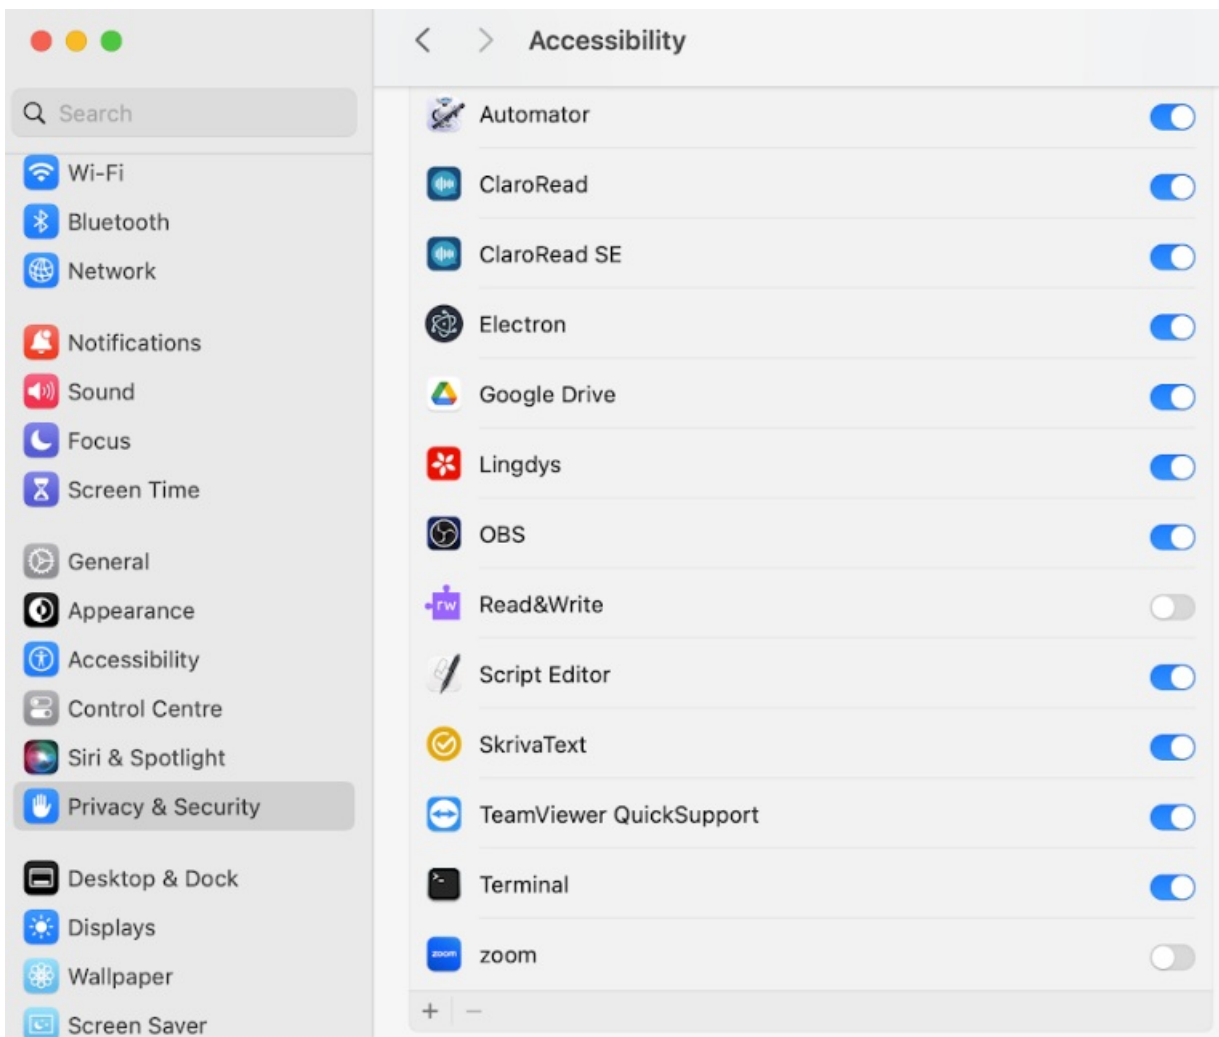 Search
Wi-Fi
Bluetooth
Network
Notifications
Sound
Focus
Screen Time
General
Appearance
Accessibility
Control Centre
Siri & Spotlight
Privacy & Security
Desktop & Dock
Displays
Wallpaper
Screen Saver
Accessibility
Automator
ClaroRead
ClaroRead SE
Electron
Google Drive
Lingdys
OBS
rw Read&Write
Script Editor
SkrivaText
TeamViewer QuickSupport
Terminal
zoom zoom